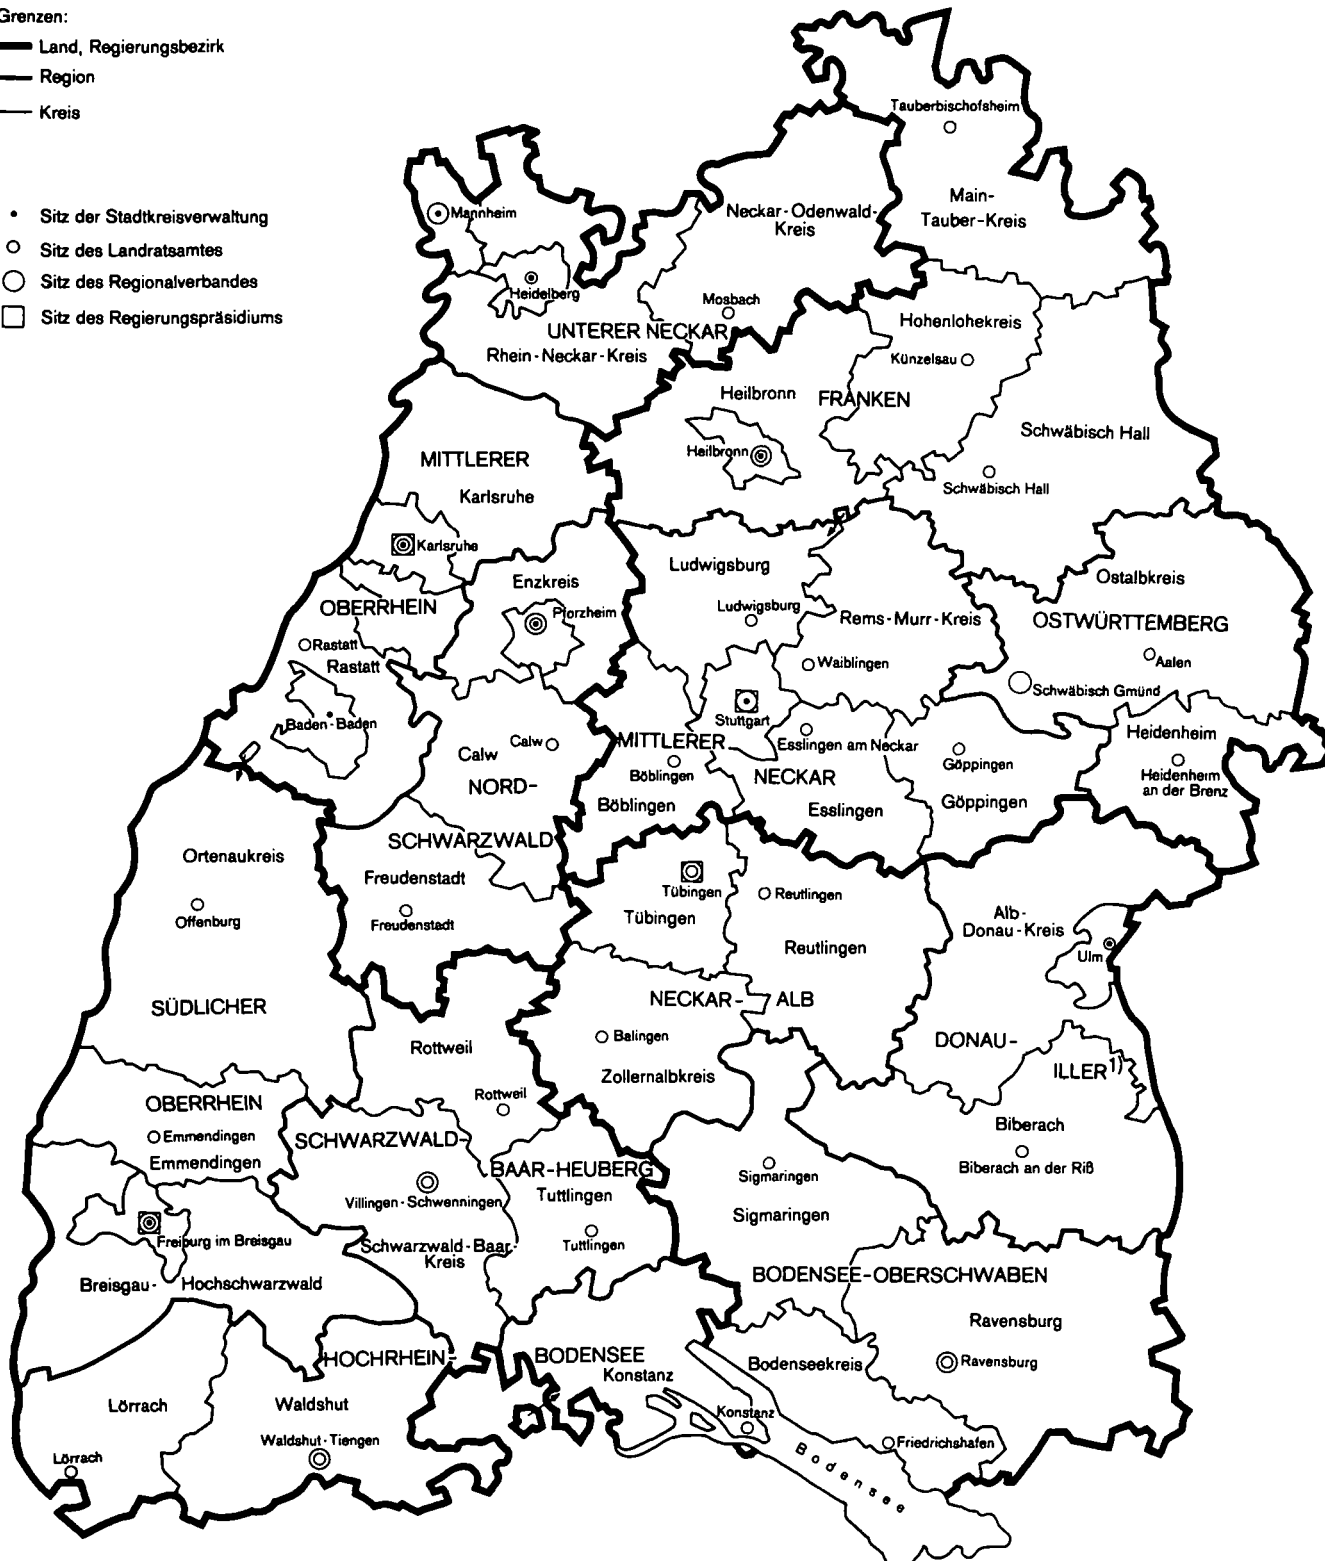 Grenzen:
Land, Regierungsbezirk
Region
Kreis
Sitz der Stadtkreisverwaltung
Sitz des Landratsamtes
Sitz des Regionalverbandes
Sitz des Regierungspräsidiums
Tauberbischofsheim
Main-
Tauber-Kreis
Mannheim
Neckar-Odenwald-
Kreis
Heidelberg
Mosbach
UNTERER NECKAR
Rhein-Neckar-Kreis
Hohenlohekreis
Künzelsau
Heilbronn
FRANKEN
Schwäbisch Hall
Heilbronn
Schwäbisch Hall
MITTLERER
Karlsruhe
Karlsruhe
OBERRHEIN
Enzkreis
Pforzheim
Ludwigsburg
Ludwigsburg
Rems-Murr-Kreis
Waiblingen
Ostalbkreis
OSTWÜRTTEMBERG
Aalen
Schwäbisch Gmünd
Rastatt
Rastatt
Baden-Baden
Calw
Calw
NORD-
SCHWARZWALD
Stuttgart
MITTLERER
Böblingen
Böblingen
NECKAR
Esslingen am Neckar
Esslingen
Göppingen
Göppingen
Heidenheim
Heidenheim
an der Brenz
Ortenaukreis
Offenburg
Freudenstadt
Freudenstadt
Tübingen
Tübingen
Reutlingen
Reutlingen
Alb-
Donau-Kreis
Ulm
SÜDLICHER
NECKAR-
ALB
Rottweil
Rottweil
Balingen
Zollernalbkreis
DONAU-
ILLER1)
OBERRHEIN
Emmendingen
Emmendingen
SCHWARZWALD-
BAAR-HEUBERG
Villingen-Schwenningen
Tuttlingen
Tuttlingen
Sigmaringen
Sigmaringen
Biberach
Biberach an der Riß
Freiburg im Breisgau
Schwarzwald-Baar-
Kreis
Breisgau-
Hochschwarzwald
BODENSEE-OBERSCHWABEN
Ravensburg
Ravensburg
HOCHRHEIN-
BODENSEE
Konstanz
Konstanz
Bodenseekreis
Friedrichshafen
Lörrach
Lörrach
Waldshut
Waldshut-Tiengen
Bodensee